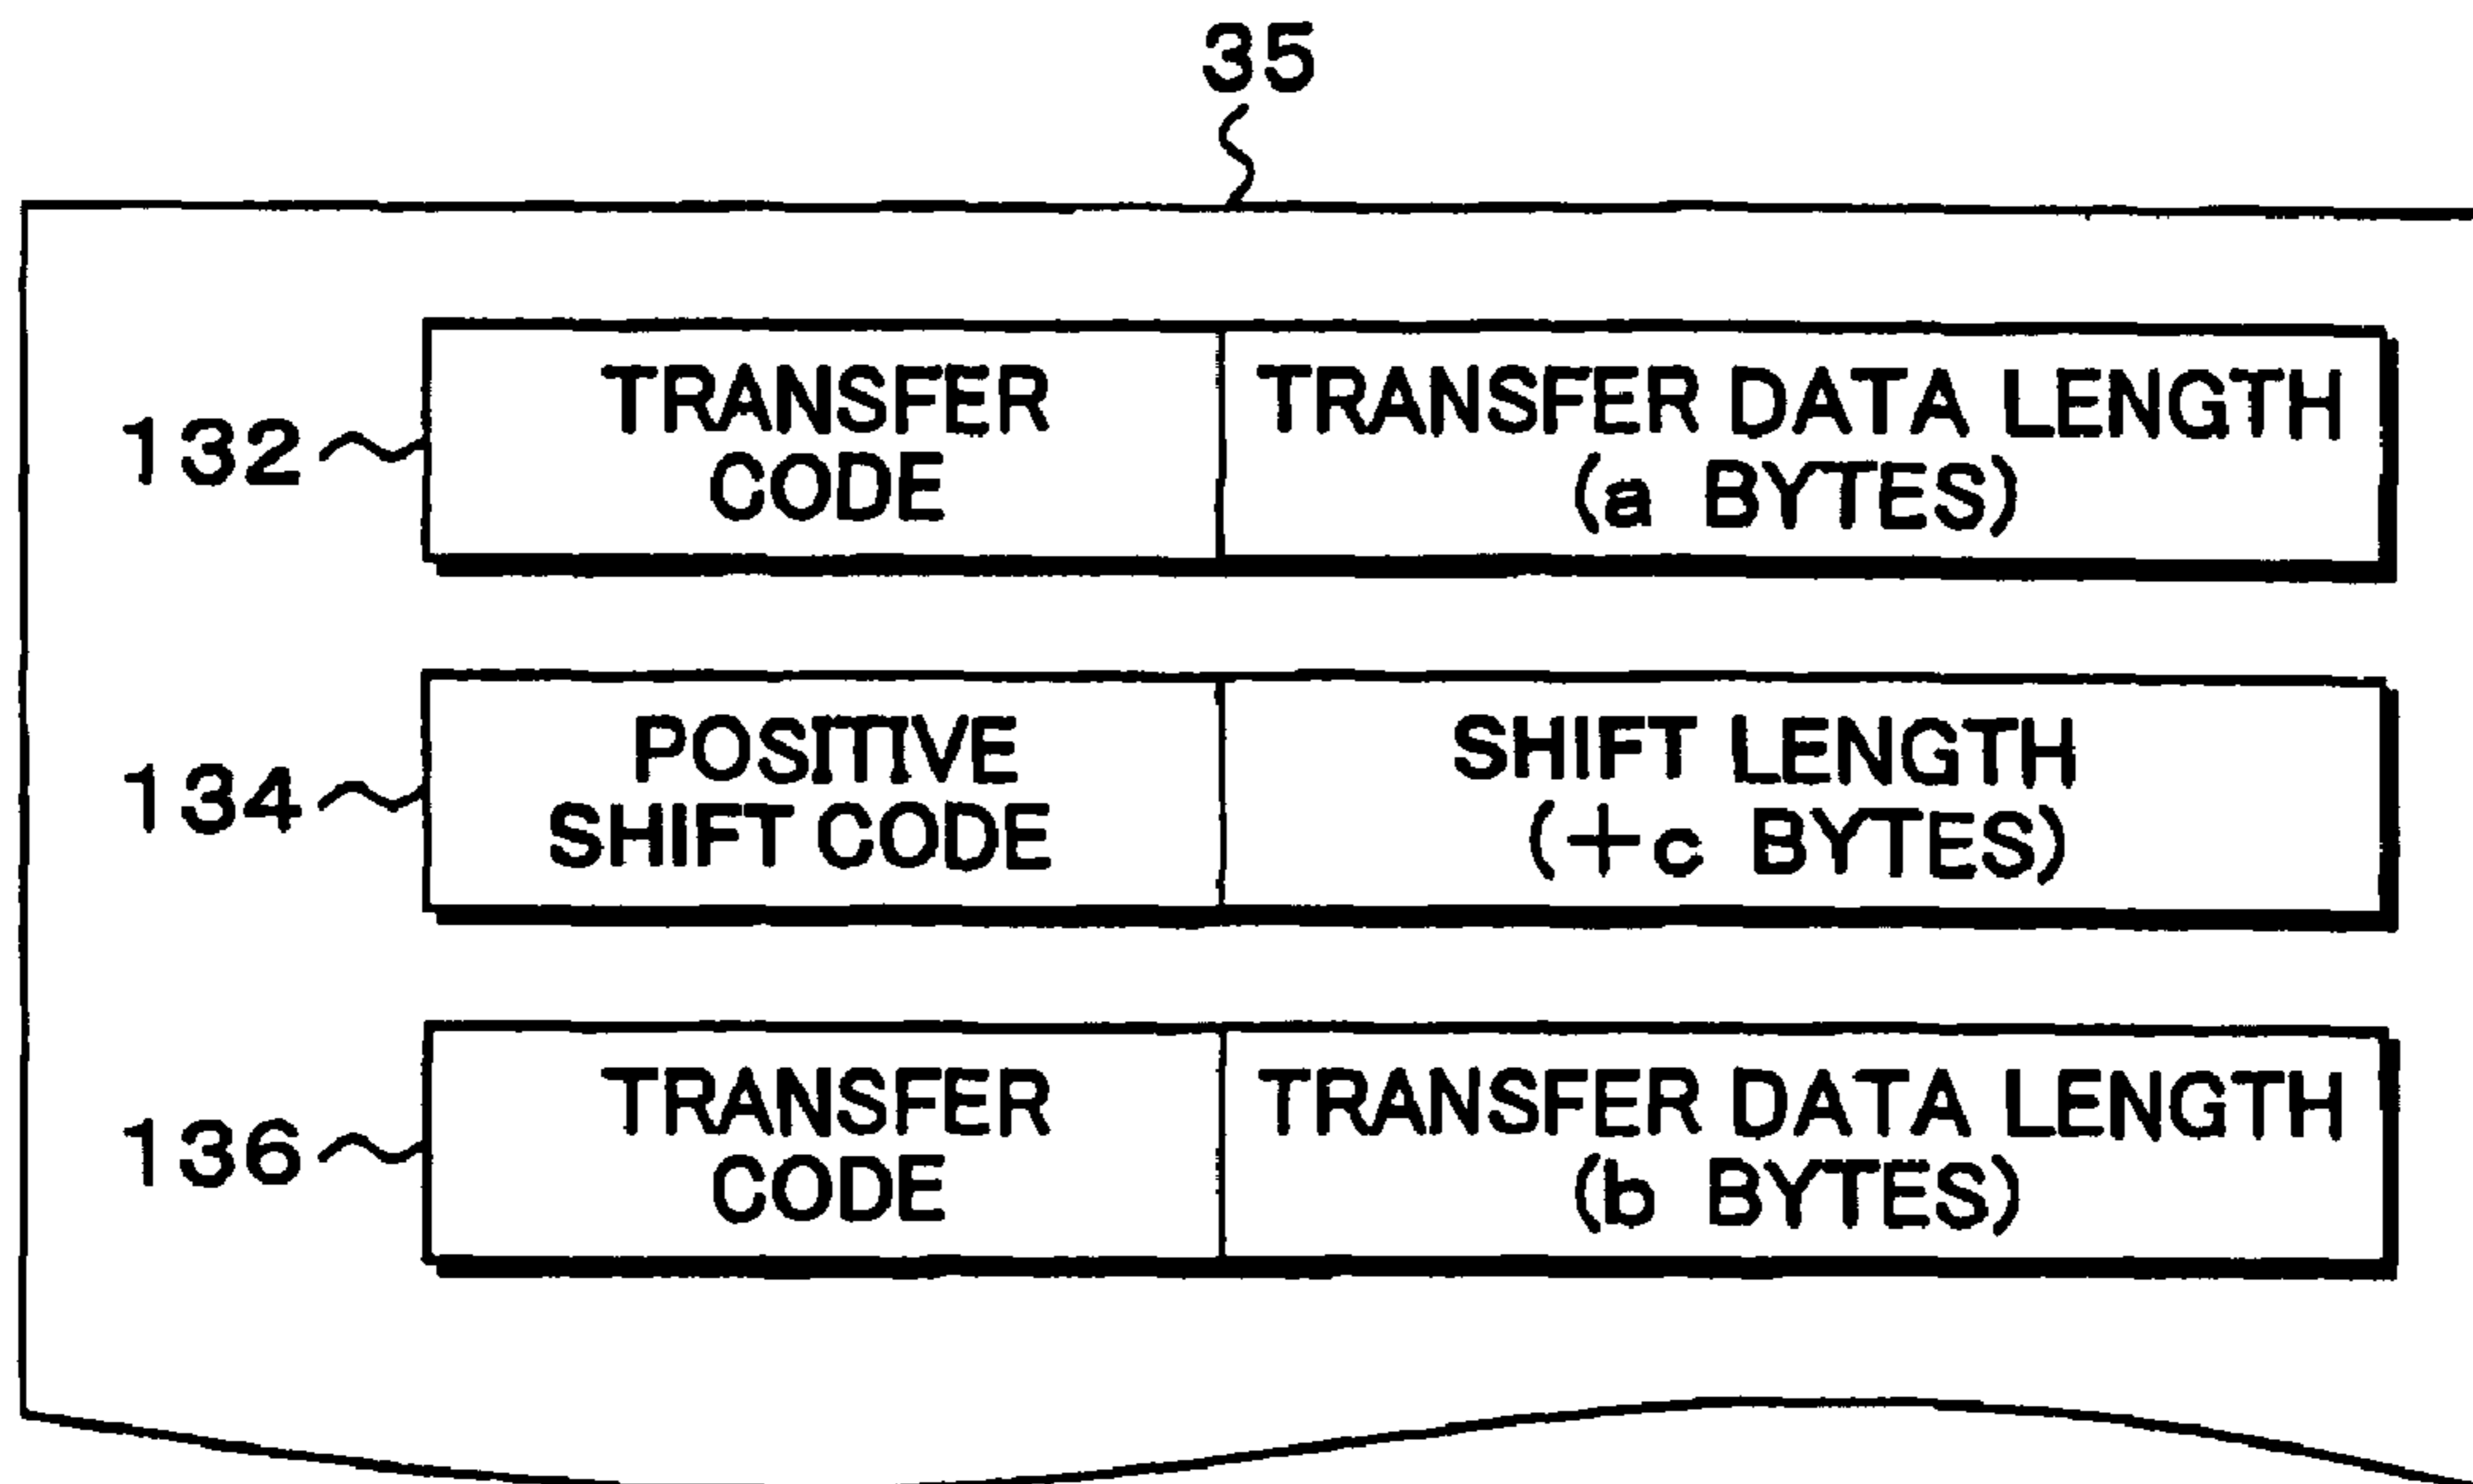 35
132
TRANSFER
CODE
TRANSFER DATA LENGTH
(a BYTES)
134
POSITIVE
SHIFT CODE
SHIFT LENGTH
(+c BYTES)
136
TRANSFER
CODE
TRANSFER DATA LENGTH
(b BYTES)